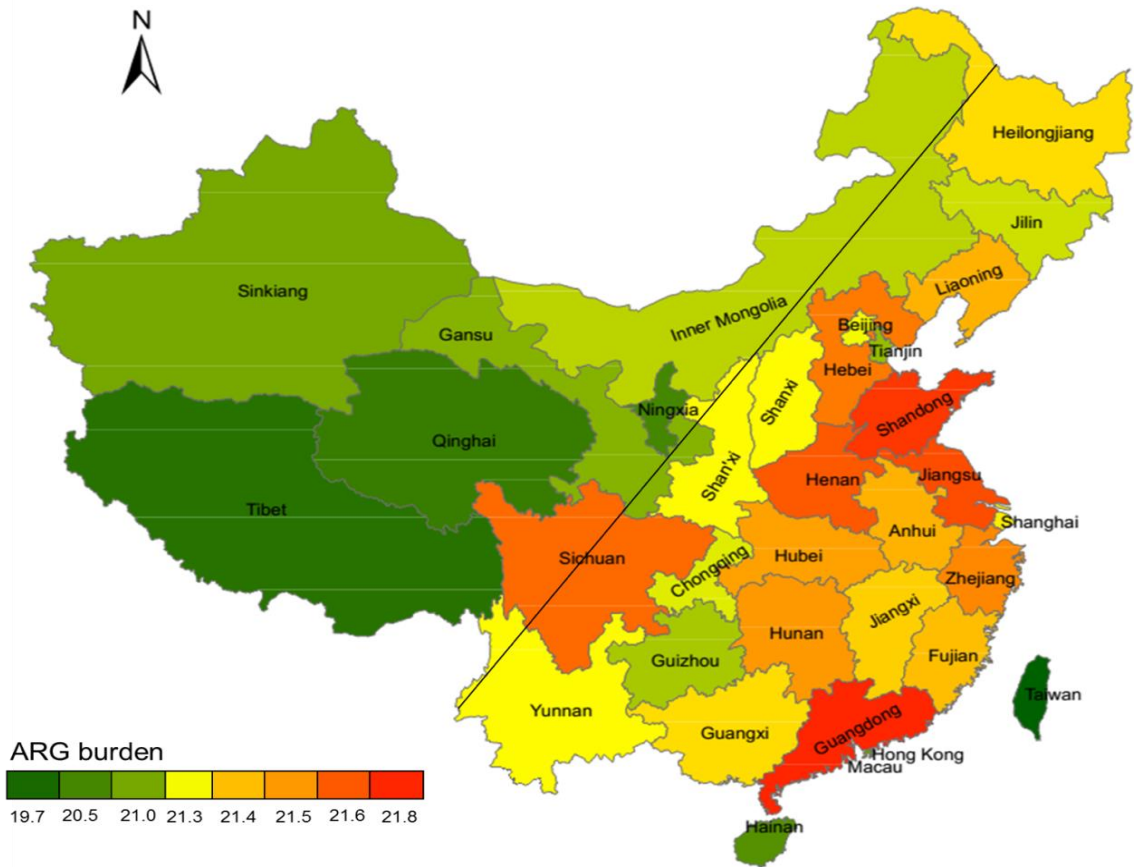 N
Heilongjiang
Jilin
Liaoning
Sinkiang
Inner Mongolia
Gansu
Beijing
Tianjin
Hebei
Shanxi
Ningxia
Shandong
Qinghai
Shan'xi
Henan
Jiangsu
Tibet
Anhui
Shanghai
Sichuan
Chongqing
Hubei
Zhejiang
Jiangxi
Hunan
Fujian
Guizhou
Taiwan
Yunnan
Guangxi
Guangdong
Hong Kong
Macau
Hainan
ARG burden
19.7 20.5 21.0 21.3 21.4 21.5 21.6 21.8